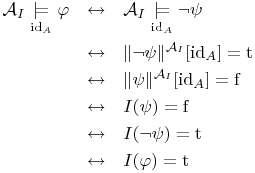 𝒜_I ⊨_{id_A} φ ↔ 𝒜_I ⊨_{id_A} ¬ψ
↔ ‖¬ψ‖^{𝒜_I}[id_A] = t
↔ ‖ψ‖^{𝒜_I}[id_A] = f
↔ I(ψ) = f
↔ I(¬ψ) = t
↔ I(φ) = t